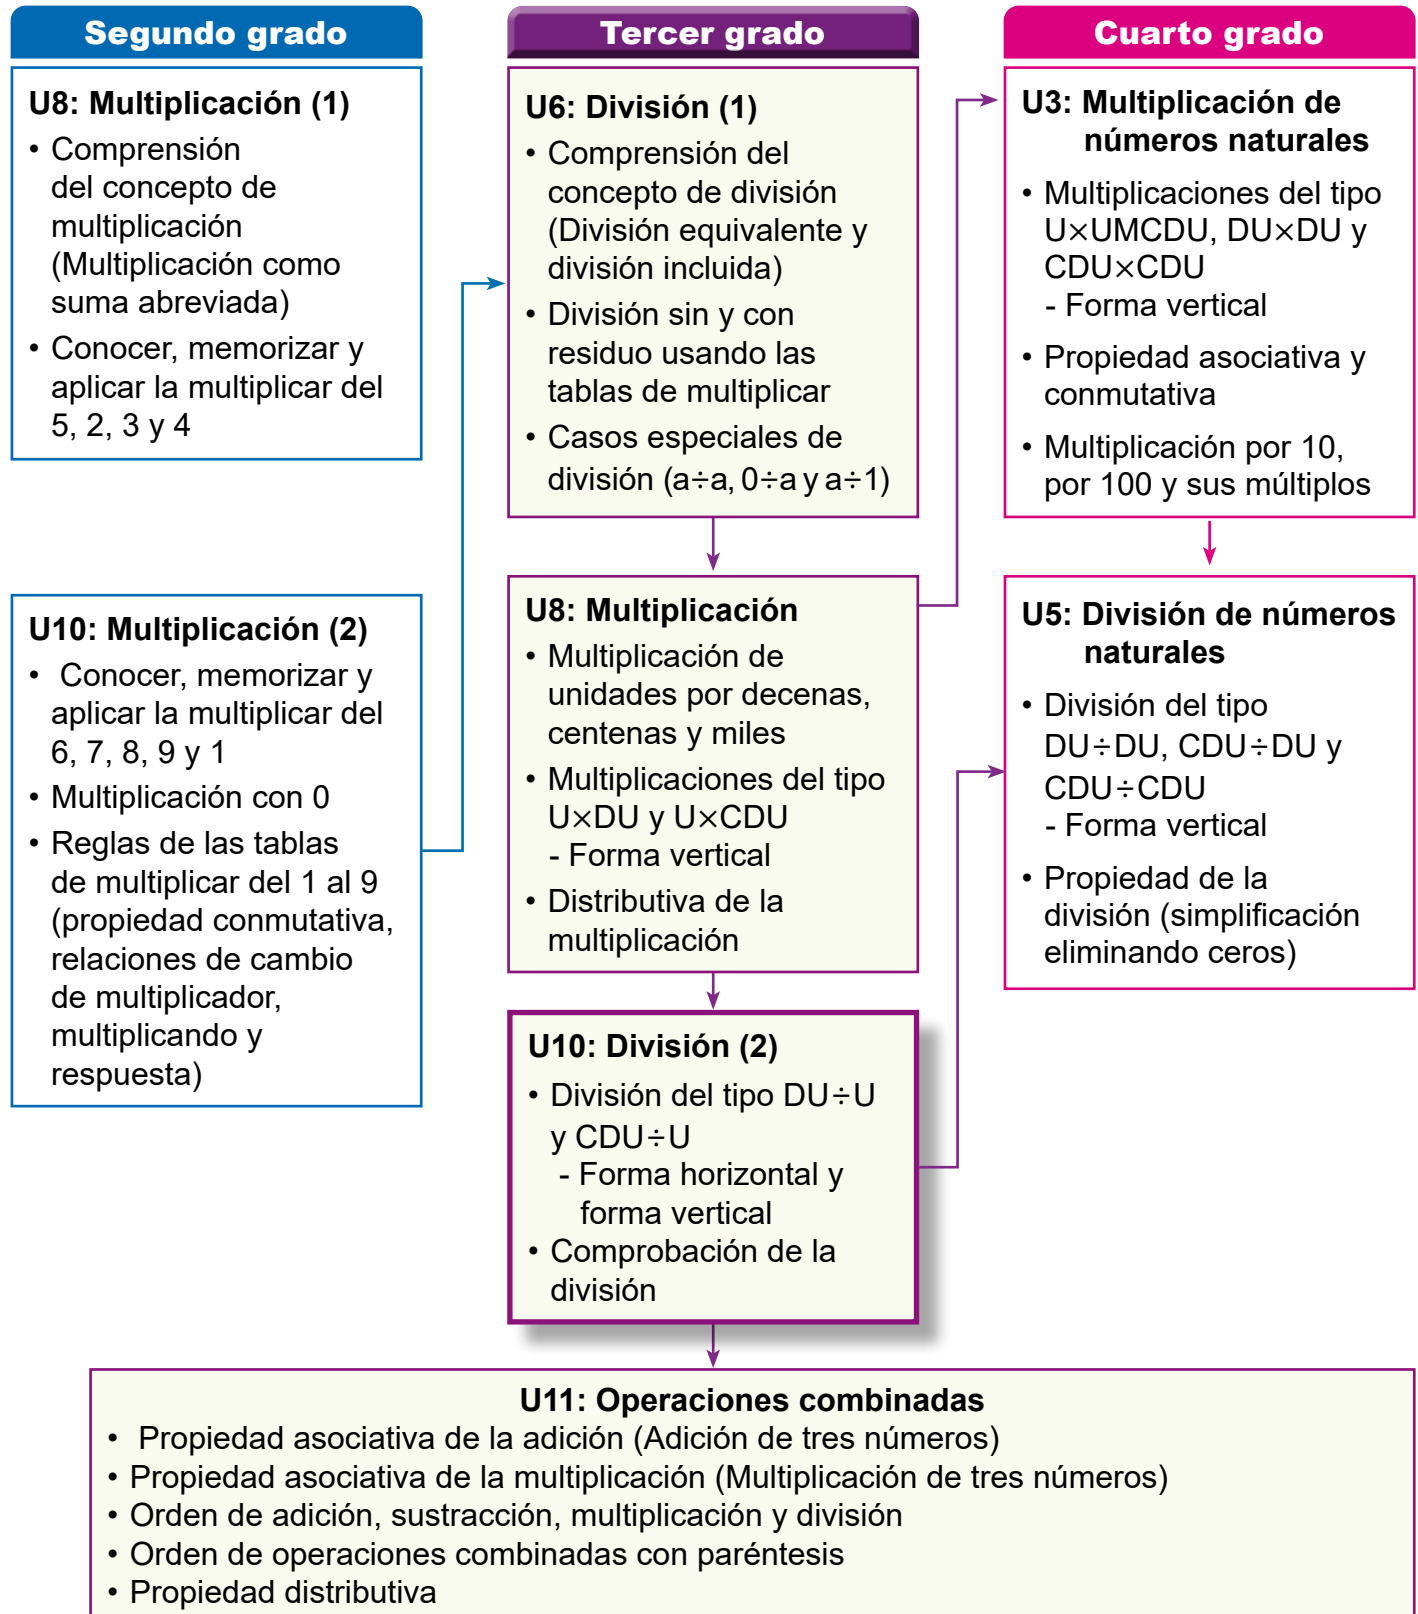 Segundo grado
U8: Multiplicación (1)
• Comprensión
del concepto de
multiplicación
(Multiplicación como
suma abreviada)
• Conocer, memorizar y
aplicar la multiplicar del
5, 2, 3 y 4
U10: Multiplicación (2)
• Conocer, memorizar y
aplicar la multiplicar del
6, 7, 8, 9 y 1
• Multiplicación con 0
• Reglas de las tablas
de multiplicar del 1 al 9
(propiedad conmutativa,
relaciones de cambio
de multiplicador,
multiplicando y
respuesta)
Tercer grado
U6: División (1)
• Comprensión del
concepto de división
(División equivalente y
división incluida)
• División sin y con
residuo usando las
tablas de multiplicar
• Casos especiales de
división (a÷a, 0÷a y a÷1)
U8: Multiplicación
• Multiplicación de
unidades por decenas,
centenas y miles
• Multiplicaciones del tipo
U×DU y U×CDU
- Forma vertical
• Distributiva de la
multiplicación
U10: División (2)
• División del tipo DU÷U
y CDU÷U
- Forma horizontal y
forma vertical
• Comprobación de la
división
Cuarto grado
U3: Multiplicación de
números naturales
• Multiplicaciones del tipo
U×UMCDU, DU×DU y
CDU×CDU
- Forma vertical
• Propiedad asociativa y
conmutativa
• Multiplicación por 10,
por 100 y sus múltiplos
U5: División de números
naturales
• División del tipo
DU÷DU, CDU÷DU y
CDU÷CDU
- Forma vertical
• Propiedad de la
división (simplificación
eliminando ceros)
U11: Operaciones combinadas
• Propiedad asociativa de la adición (Adición de tres números)
• Propiedad asociativa de la multiplicación (Multiplicación de tres números)
• Orden de adición, sustracción, multiplicación y división
• Orden de operaciones combinadas con paréntesis
• Propiedad distributiva